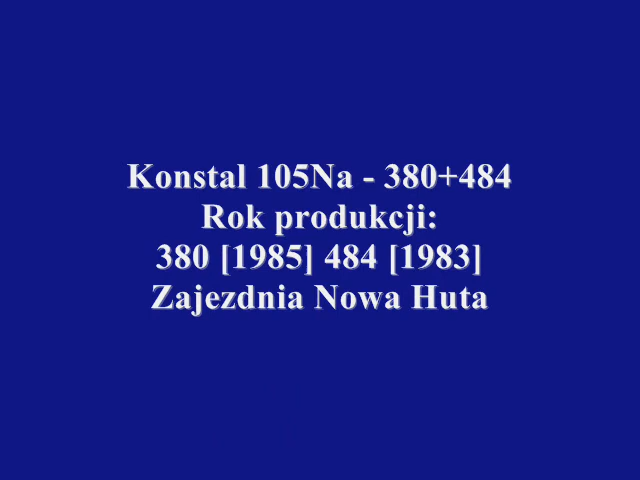 Konstal 105Na - 380+484
Rok produkcji:
380 [1985] 484 [1983]
Zajezdnia Nowa Huta